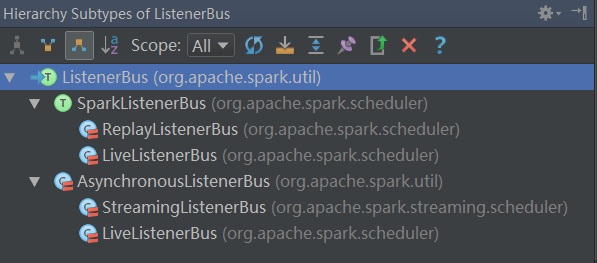 Hierarchy Subtypes of ListenerBus
Scope: All
ListenerBus (org.apache.spark.util)
SparkListenerBus (org.apache.spark.scheduler)
ReplayListenerBus (org.apache.spark.scheduler)
LiveListenerBus (org.apache.spark.scheduler)
AsynchronousListenerBus (org.apache.spark.util)
StreamingListenerBus (org.apache.spark.streaming.scheduler)
LiveListenerBus (org.apache.spark.scheduler)